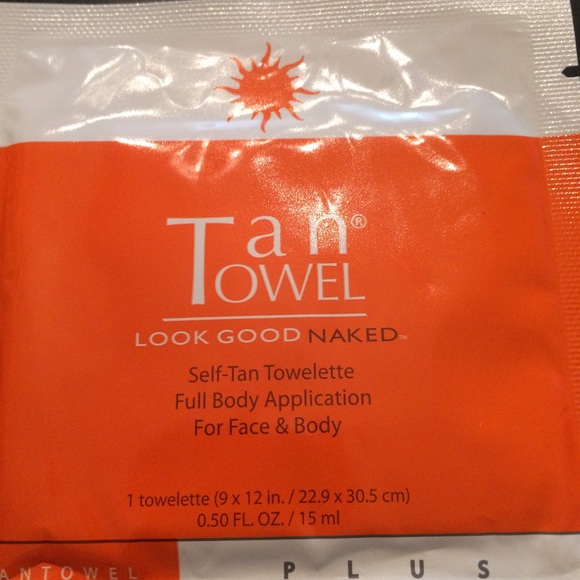 Tan®
TOWEL
LOOK GOOD NAKED™
Self-Tan Towelette
Full Body Application
For Face & Body
1 towelette (9 x 12 in. / 22.9 x 30.5 cm)
0.50 FL. OZ. / 15 ml
ANTOWEL PLUS